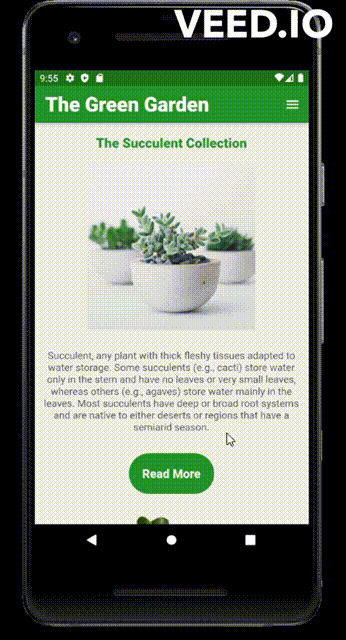 VEED.IO
9:55
The Green Garden
The Succulent Collection
Succulent, any plant with thick fleshy tissues adapted to
water storage. Some succulents (e.g., cacti) store water
only in the stem and have no leaves or very small leaves,
whereas others (e.g., agaves) store water mainly in the
leaves. Most succulents have deep or broad root systems
and are native to either deserts or regions that have a
semiarid season.
Read More